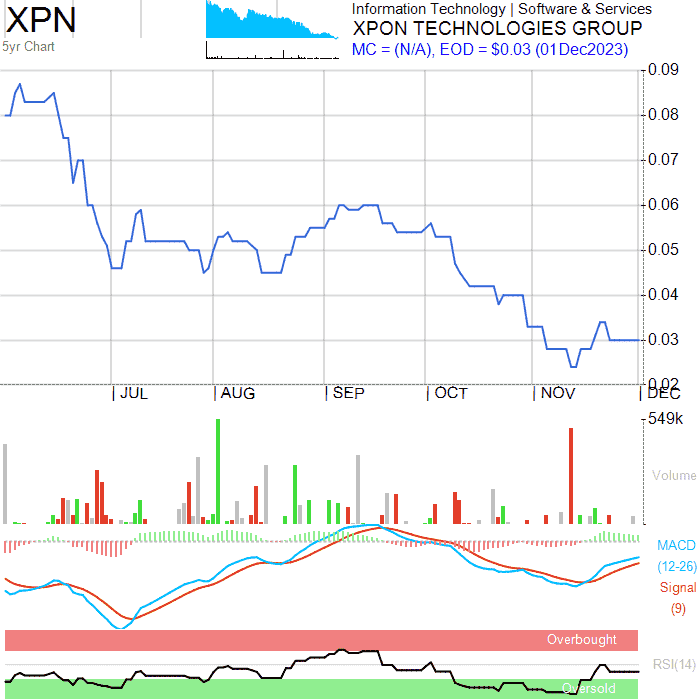 XPN
5yr Chart
Information Technology | Software & Services
XPON TECHNOLOGIES GROUP
MC = (N/A), EOD = $0.03 (01Dec2023)
0.09
0.08
0.07
0.06
0.05
0.04
0.03
0.02
JUL
AUG
SEP
OCT
NOV
DEC
549k
Volume
MACD
(12-26)
Signal
(9)
Overbought
RSI(14)
Oversold